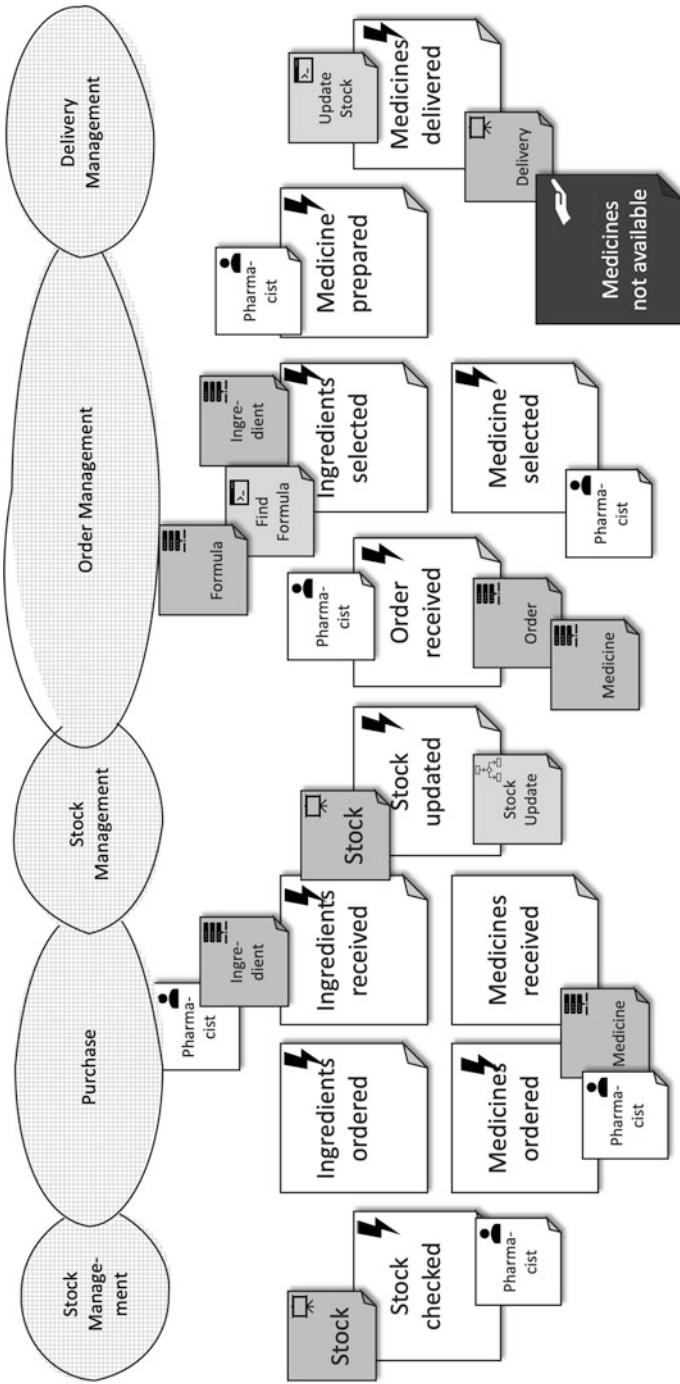 Stock
Manage-
ment
Purchase
Stock
Management
Order Management
Delivery
Management
Stock
Stock
checked
Pharma-
cist
Pharma-
cist
Ingre-
dient
Ingredients
ordered
Ingredients
received
Medicines
ordered
Medicines
received
Medicine
Pharma-
cist
Stock
Stock
updated
Stock
Update
Pharma-
cist
Order
received
Order
Medicine
Formula
Find
Formula
Ingre-
dient
Ingredients
selected
Medicine
selected
Pharma-
cist
Pharma-
cist
Medicine
prepared
Update
Stock
Medicines
delivered
Delivery
Medicines
not available